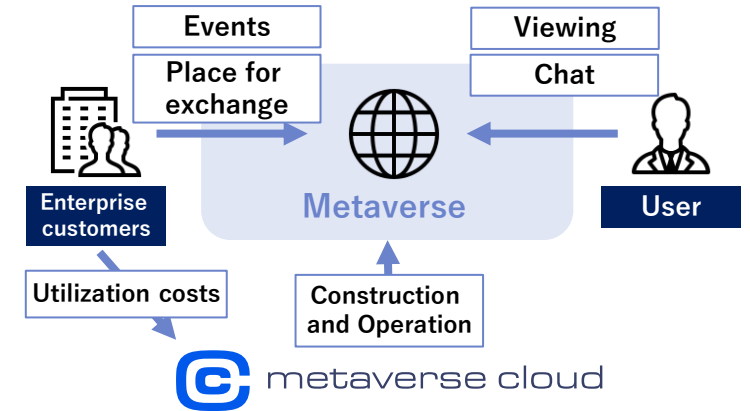 Events
Place for
exchange
Viewing
Chat
Enterprise
customers
Metaverse
User
Utilization costs
Construction
and Operation
metaverse cloud